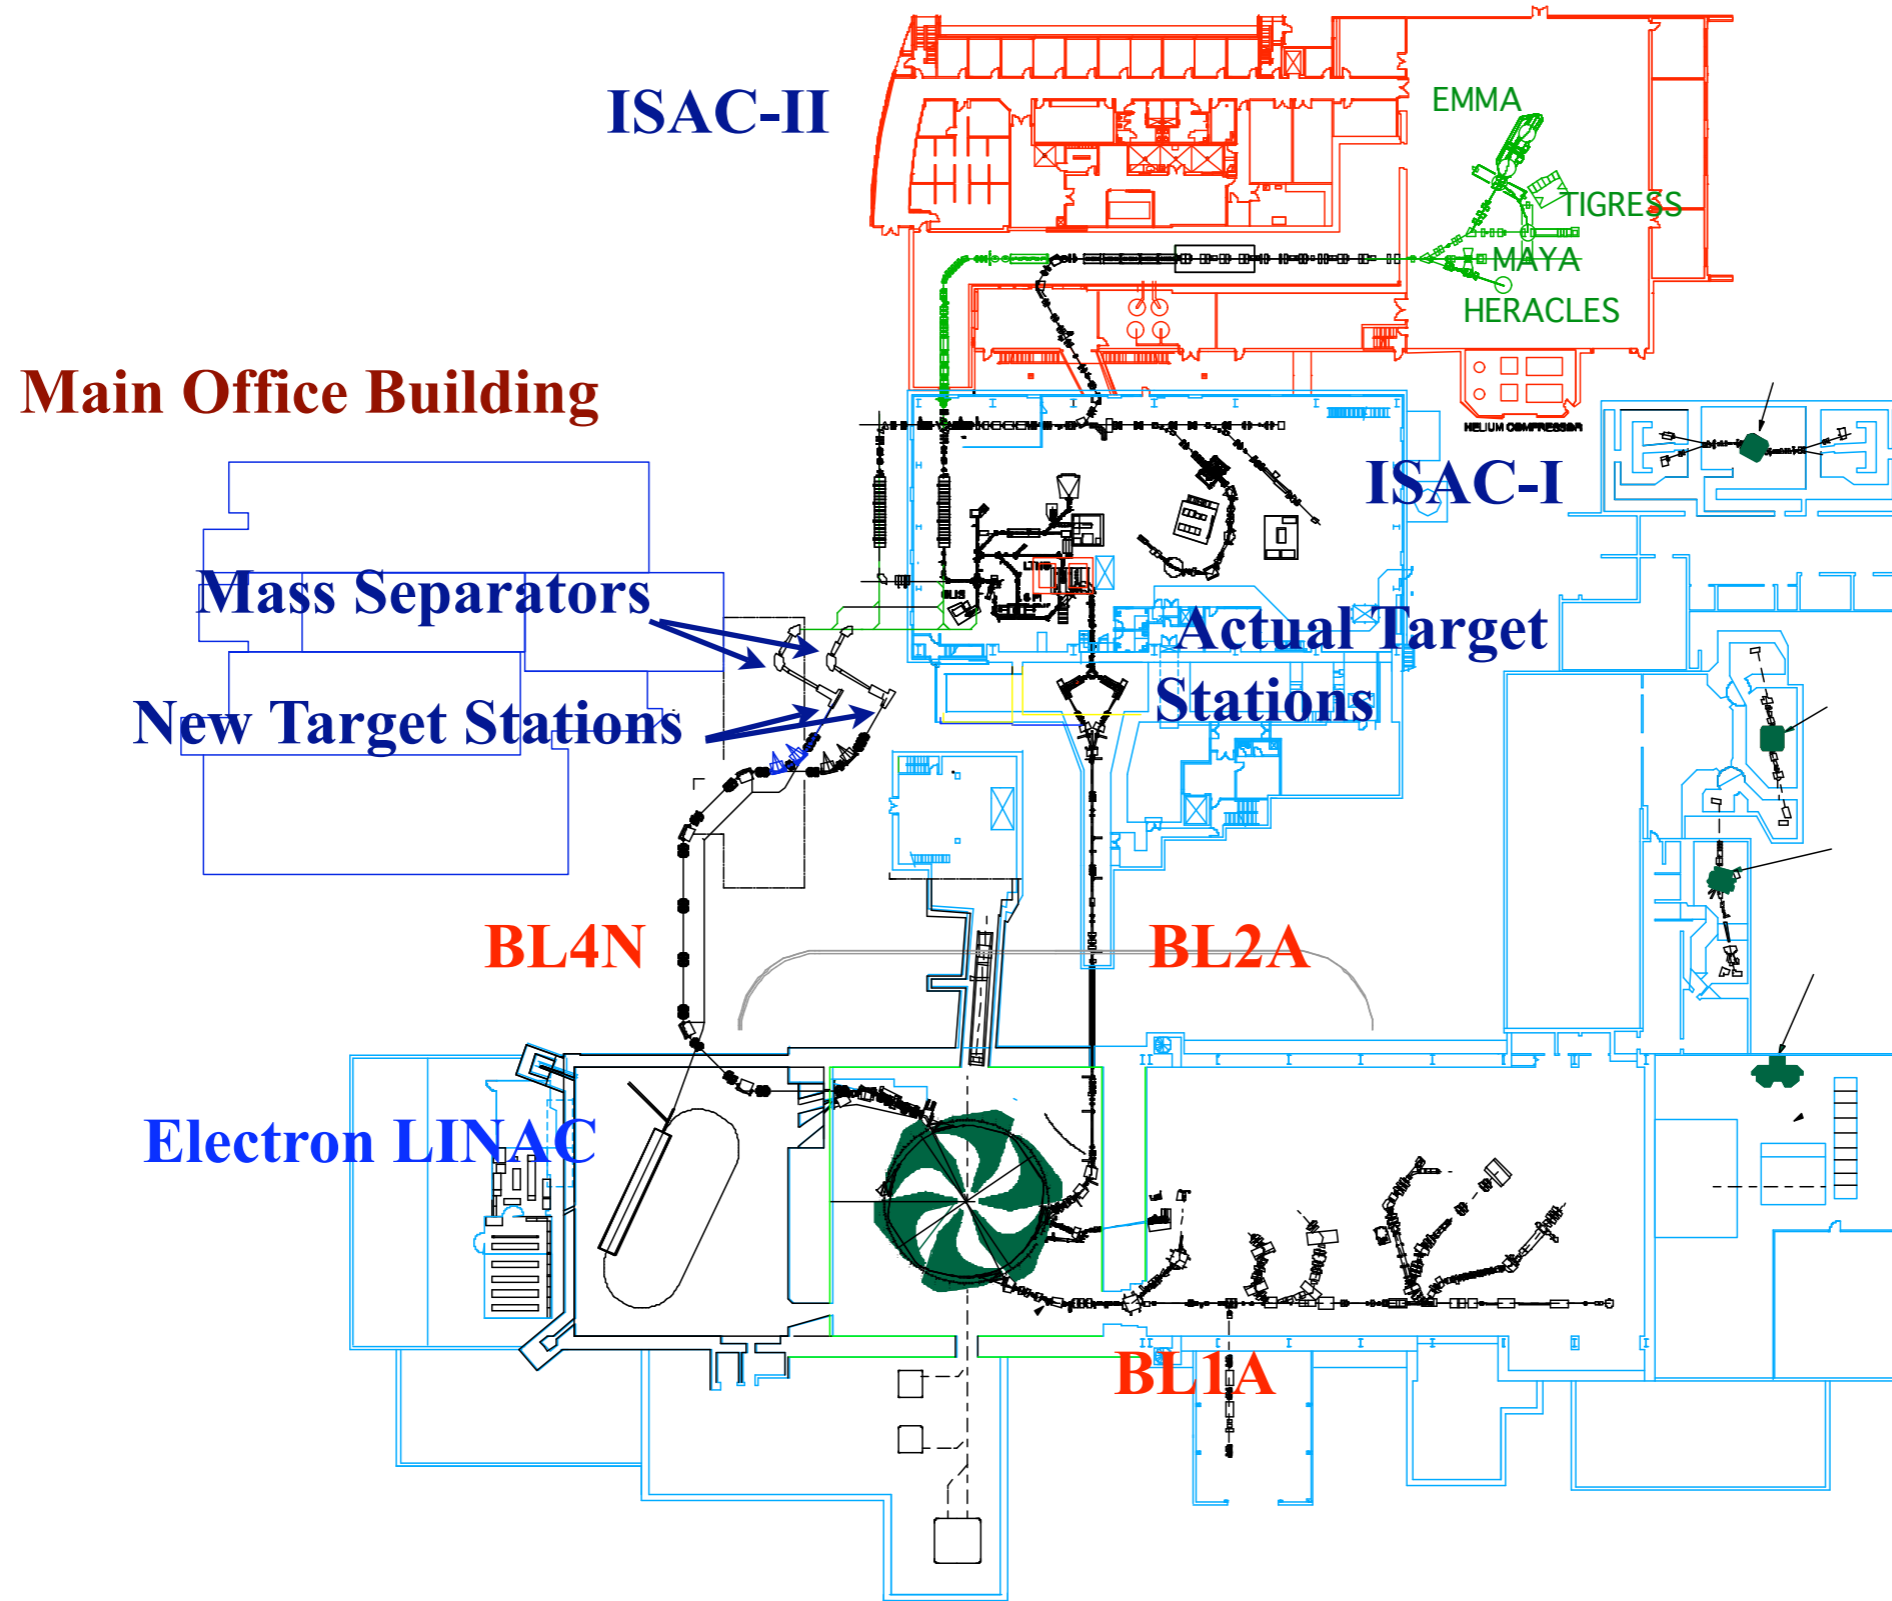 ISAC-II
EMMA
TIGRESS
MAYA
HERACLES
Main Office Building
HELIUM COMPRESSOR
ISAC-I
Mass Separators
Actual Target
Stations
New Target Stations
BL4N
BL2A
Electron LINAC
BL1A